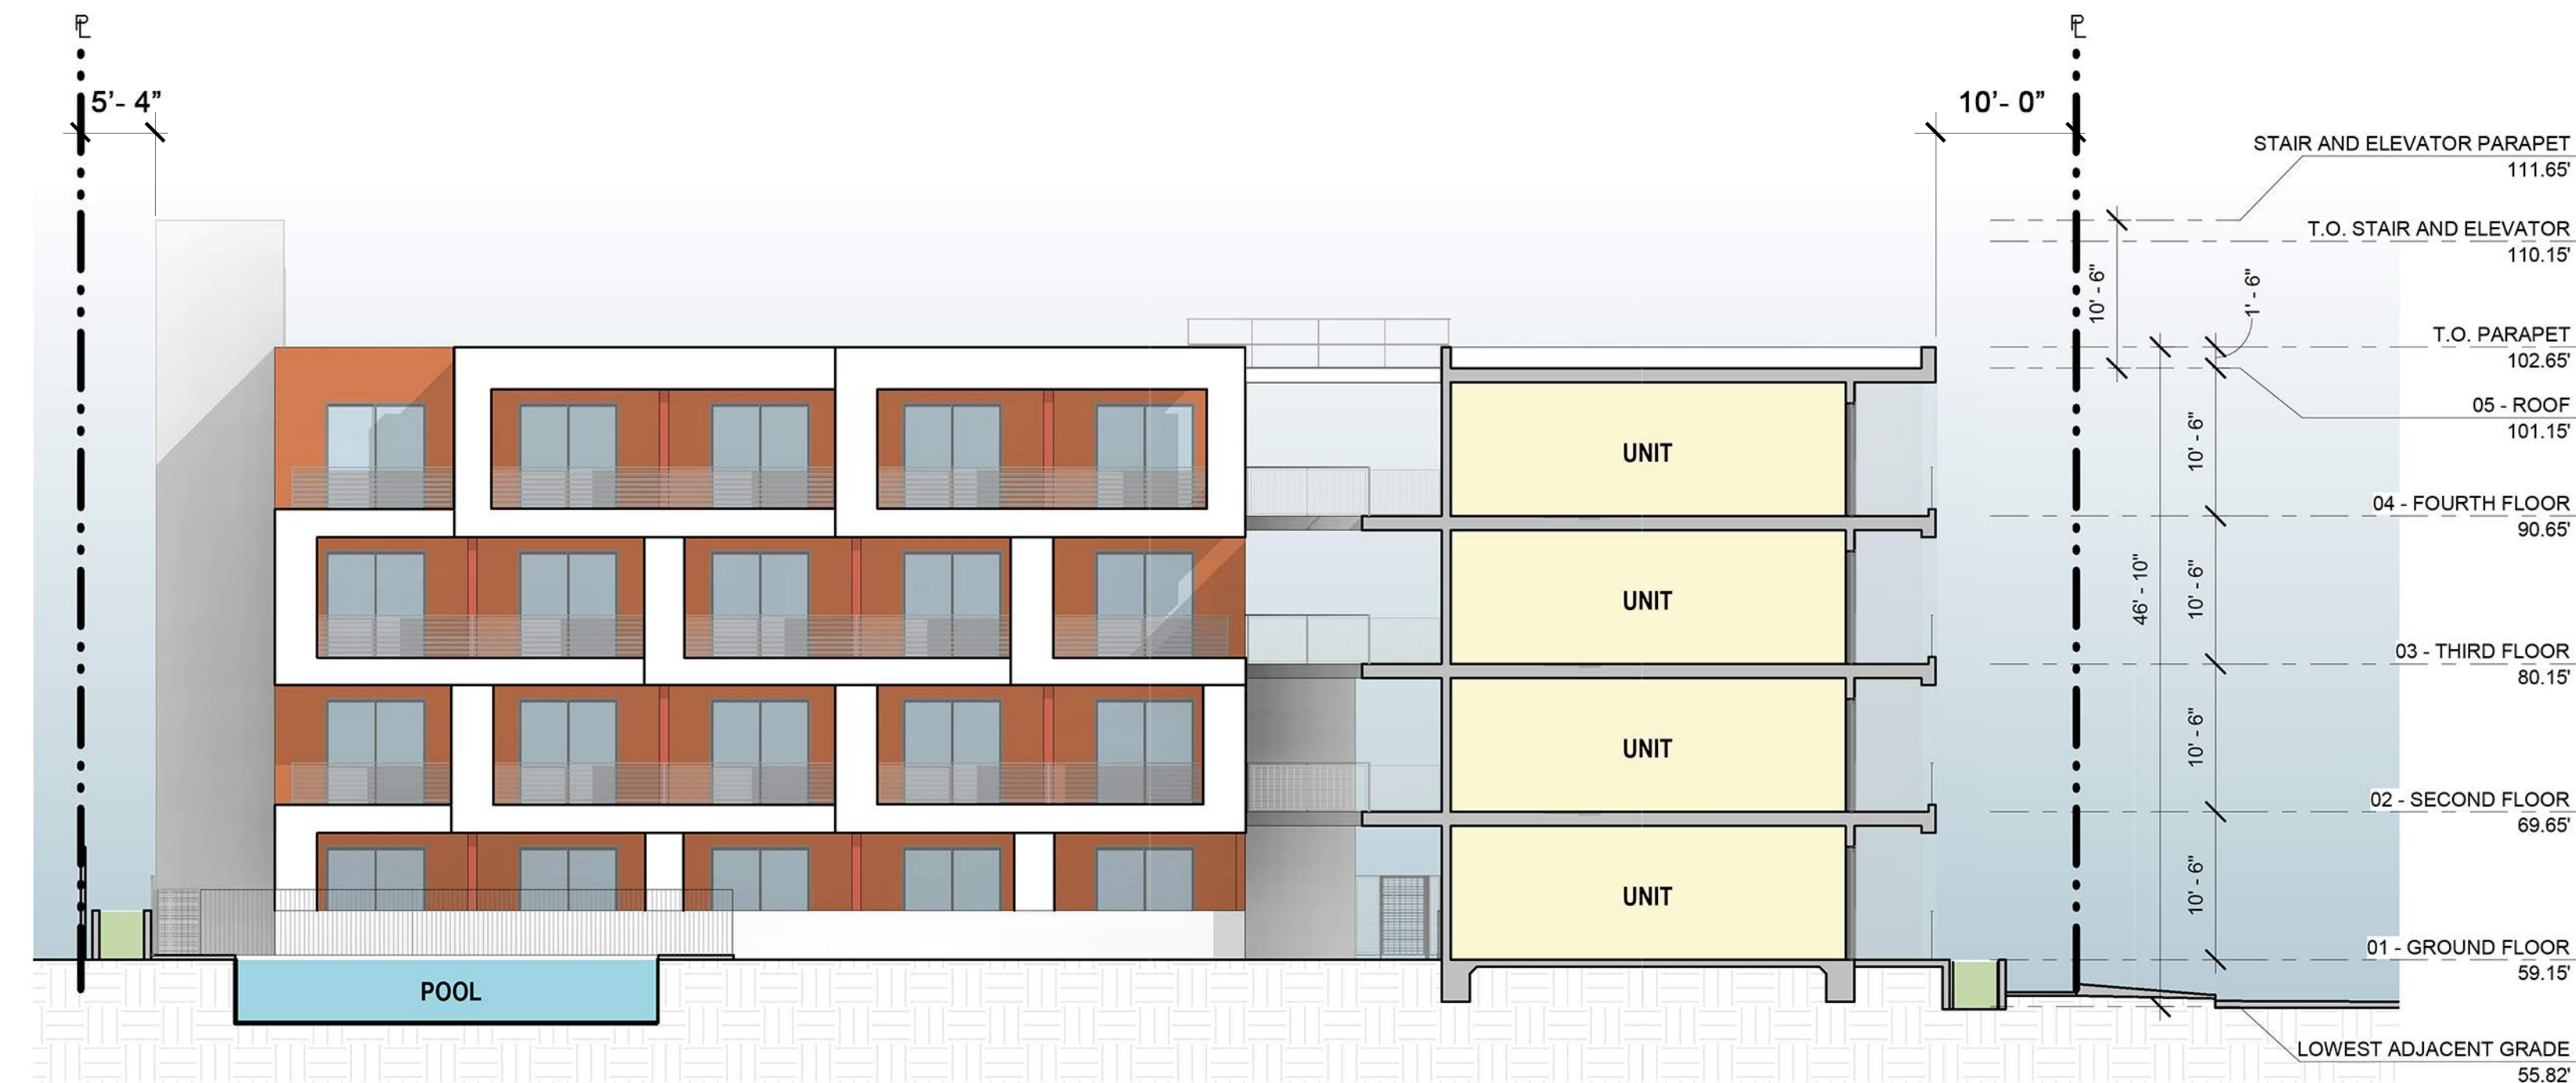 PL
PL
5'- 4"
10'- 0"
STAIR AND ELEVATOR PARAPET
111.65'
T.O. STAIR AND ELEVATOR
110.15'
10' - 6"
1' - 6"
T.O. PARAPET
102.65'
05 - ROOF
101.15'
10' - 6"
UNIT
04 - FOURTH FLOOR
90.65'
46' - 10"
10' - 6"
UNIT
03 - THIRD FLOOR
80.15'
10' - 6"
UNIT
02 - SECOND FLOOR
69.65'
10' - 6"
UNIT
01 - GROUND FLOOR
59.15'
POOL
LOWEST ADJACENT GRADE
55.82'